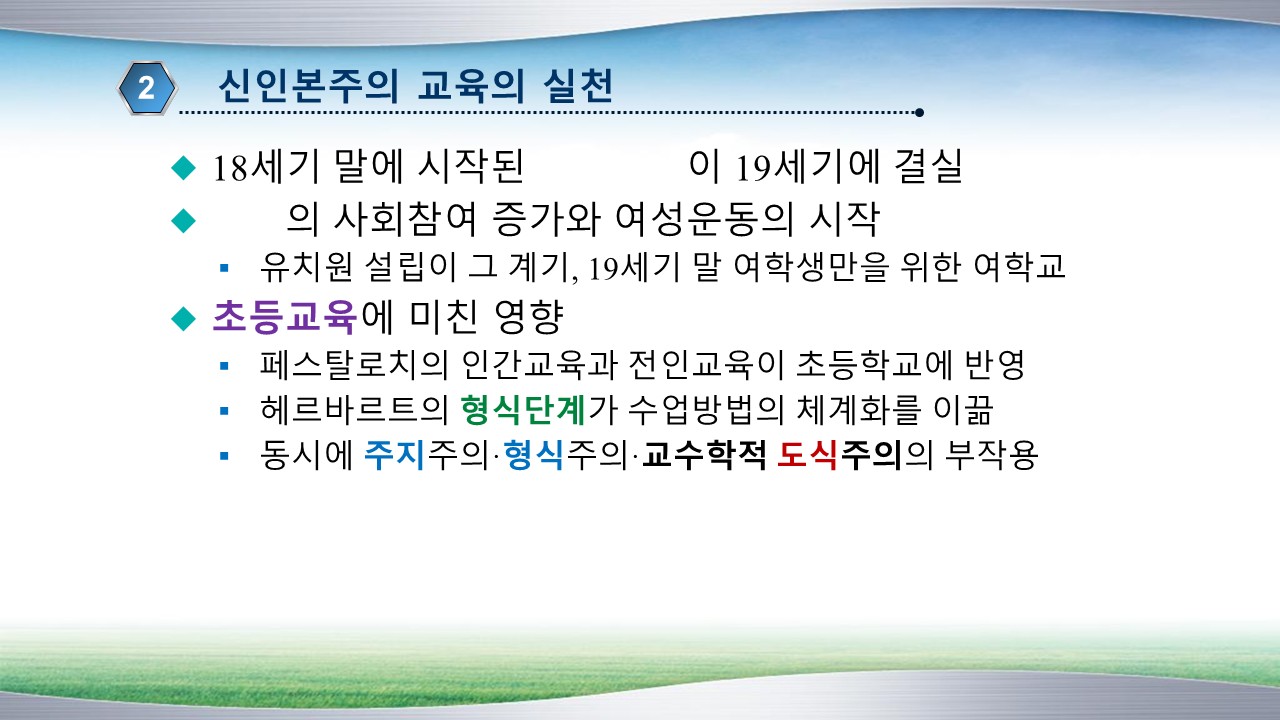 2 신인본주의 교육의 실천
18세기 말에 시작된 이 19세기에 결실
의 사회참여 증가와 여성운동의 시작
유치원 설립이 그 계기, 19세기 말 여학생만을 위한 여학교
초등교육에 미친 영향
페스탈로치의 인간교육과 전인교육이 초등학교에 반영
헤르바르트의 형식단계가 수업방법의 체계화를 이끎
동시에 주지주의·형식주의·교수학적 도식주의의 부작용